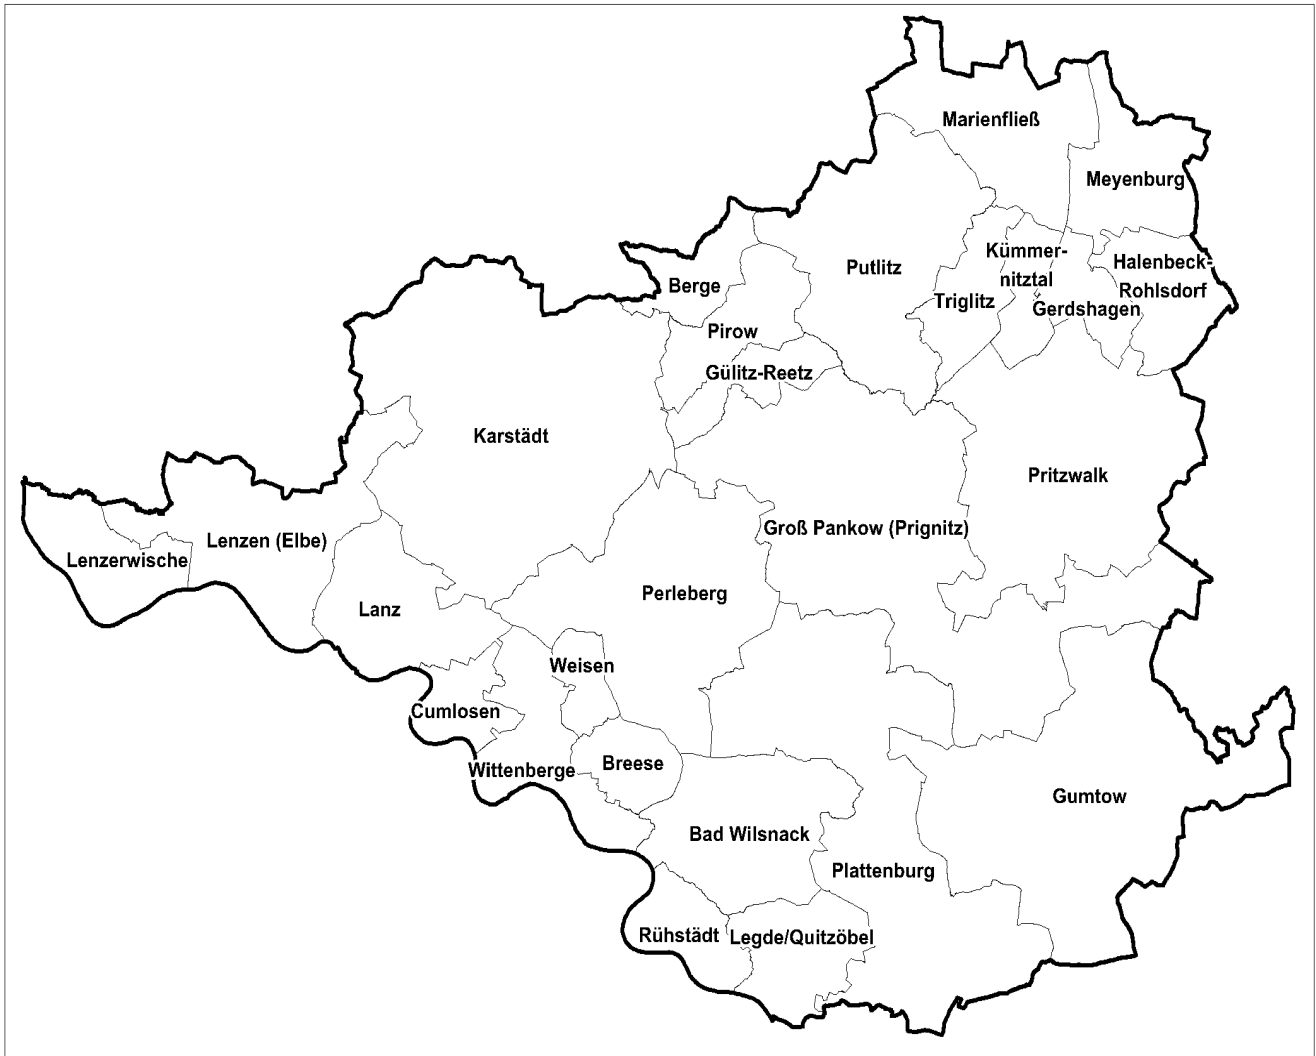 Marienfließ
Meyenburg
Kümmer-
nitztal
Halenbeck-
Rohlsdorf
Putlitz
Berge
Triglitz
Gerdshagen
Pirow
Gülitz-Reetz
Karstädt
Pritzwalk
Groß Pankow (Prignitz)
Lenzen (Elbe)
Lenzerwische
Perleberg
Lanz
Weisen
Cumlosen
Breese
Wittenberge
Gumtow
Bad Wilsnack
Plattenburg
Rühstädt
Legde/Quitzöbel